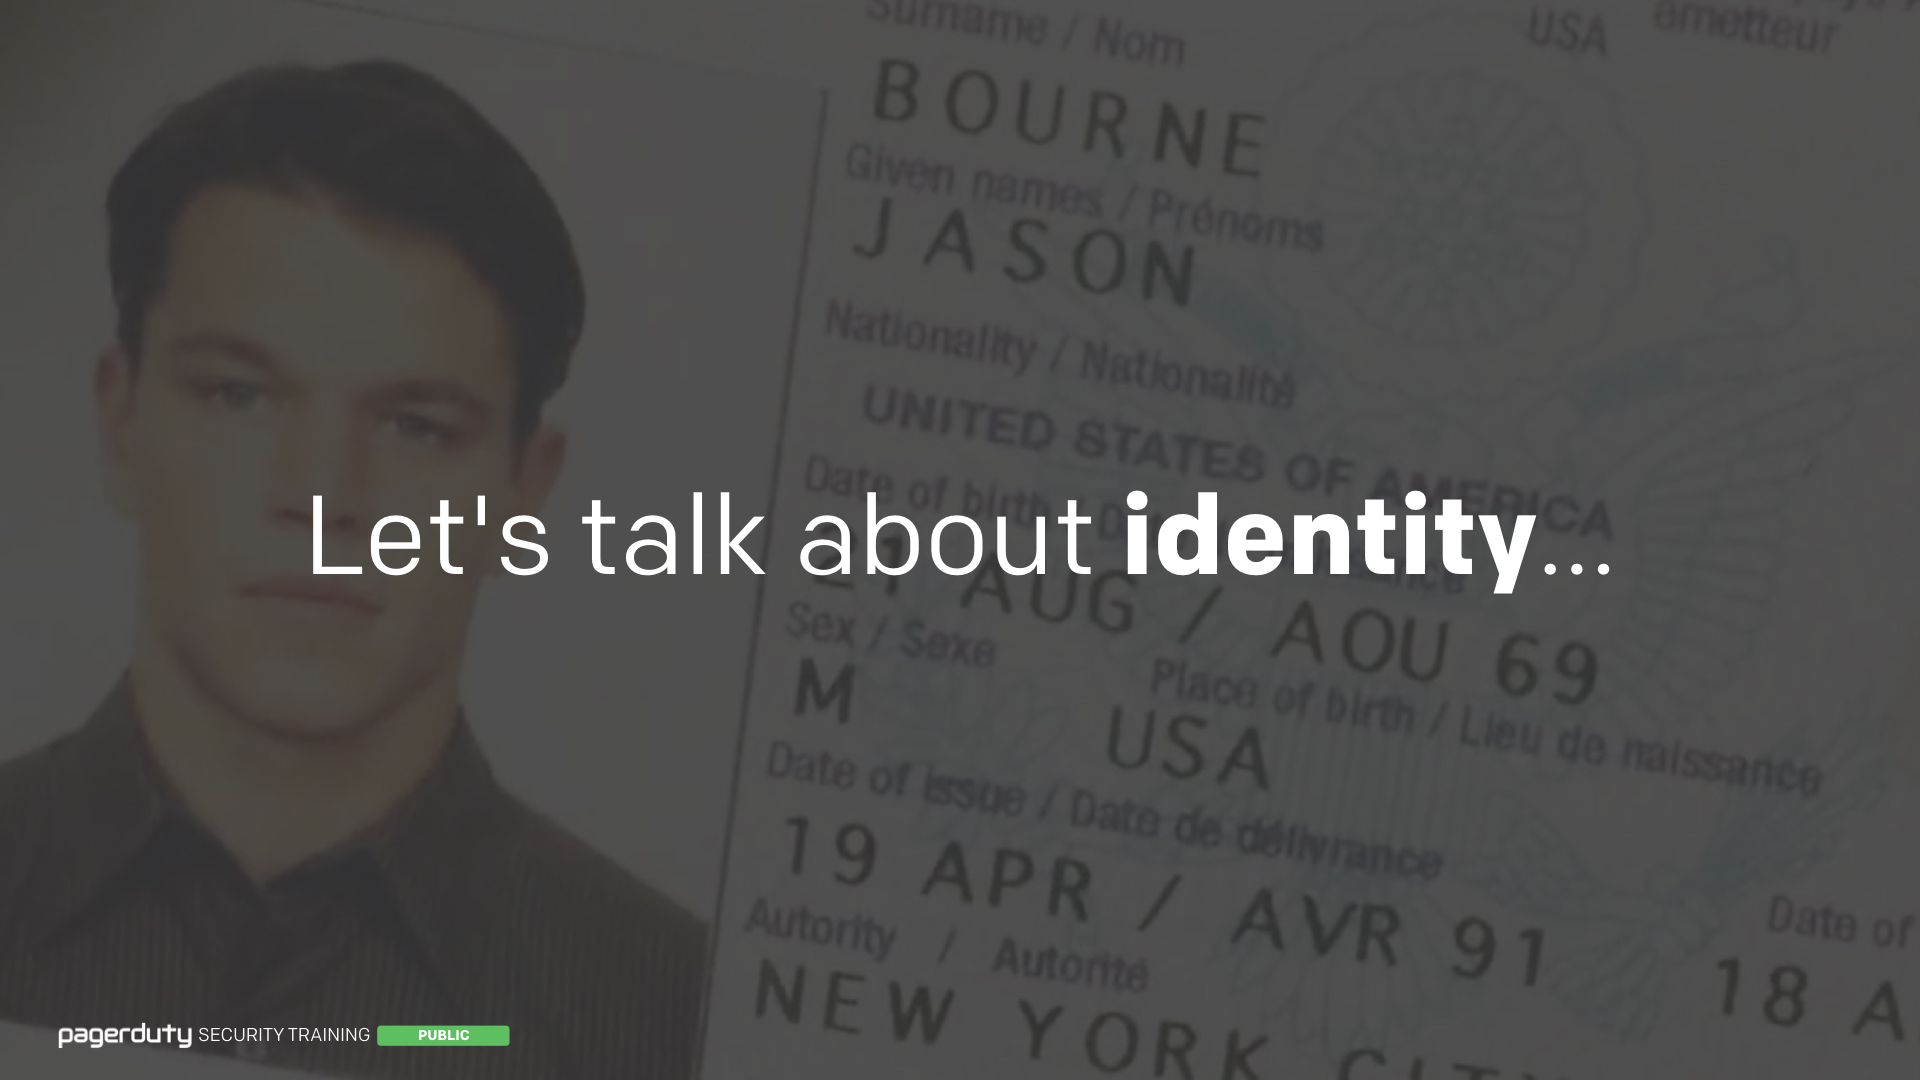 Surname / Nom
USA
émetteur
BOURNE
Given names / Prénoms
JASON
Nationality / Nationalité
UNITED STATES OF AMERICA
Date of birth /
Let's talk about identity...
AUG / AOU 69
Sex / Sexe
Place of birth / Lieu de naissance
M
USA
Date of issue / Date de délivrance
19 APR / AVR 91
Date of
18 A
Autority / Autorité
NEW YORK CITY
pagerduty SECURITY TRAINING PUBLIC